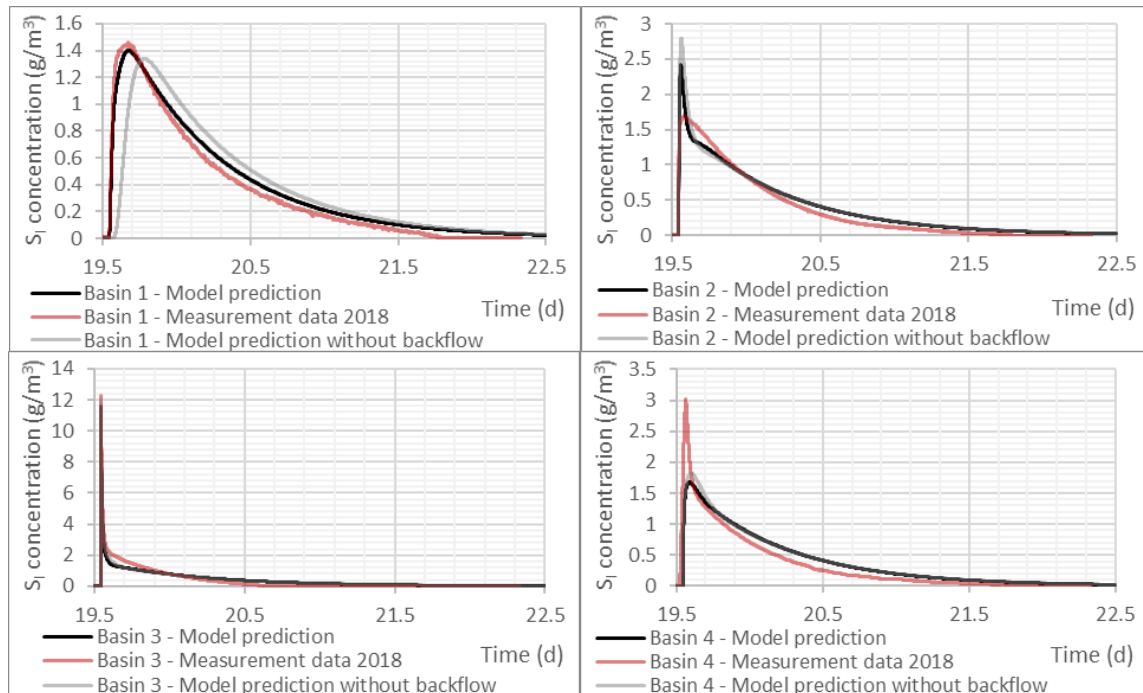 S_I concentration (g/m³)
1.6
1.4
1.2
1
0.8
0.6
0.4
0.2
0
19.5 20.5 21.5 22.5
Time (d)
Basin 1 - Model prediction
Basin 1 - Measurement data 2018
Basin 1 - Model prediction without backflow
S_I concentration (g/m³)
3
2.5
2
1.5
1
0.5
0
19.5 20.5 21.5 22.5
Time (d)
Basin 2 - Model prediction
Basin 2 - Measurement data 2018
Basin 2 - Model prediction without backflow
S_I concentration (g/m³)
14
12
10
8
6
4
2
0
19.5 20.5 21.5 22.5
Time (d)
Basin 3 - Model prediction
Basin 3 - Measurement data 2018
Basin 3 - Model prediction without backflow
S_I concentration (g/m³)
3.5
3
2.5
2
1.5
1
0.5
0
19.5 20.5 21.5 22.5
Time (d)
Basin 4 - Model prediction
Basin 4 - Measurement data 2018
Basin 4 - Model prediction without backflow